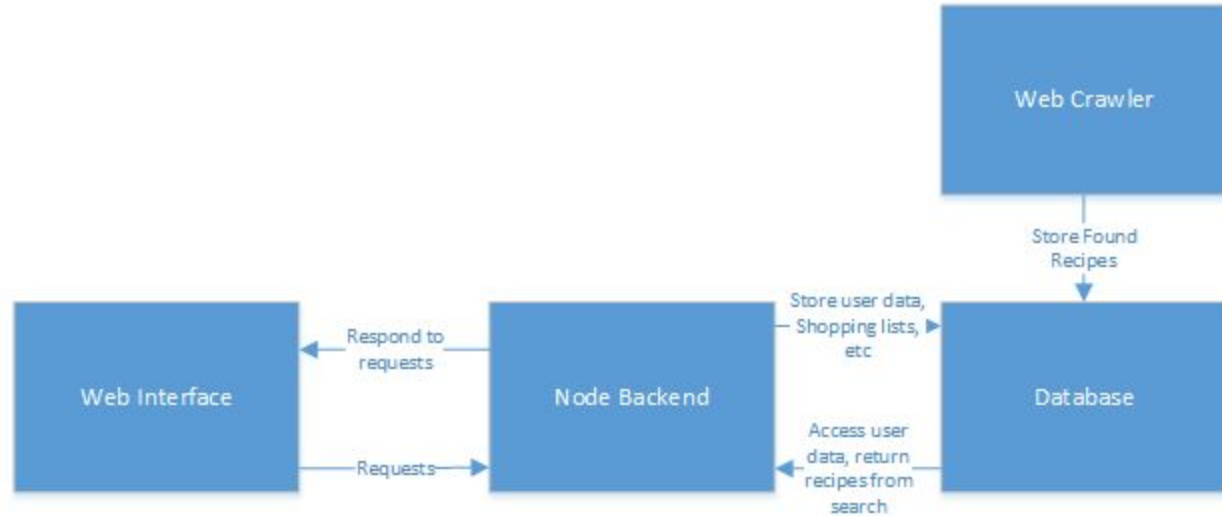 Web Crawler
Store Found
Recipes
Store user data,
Shopping lists,
etc
Respond to
requests
Web Interface
Node Backend
Database
Requests
Access user
data, return
recipes from
search